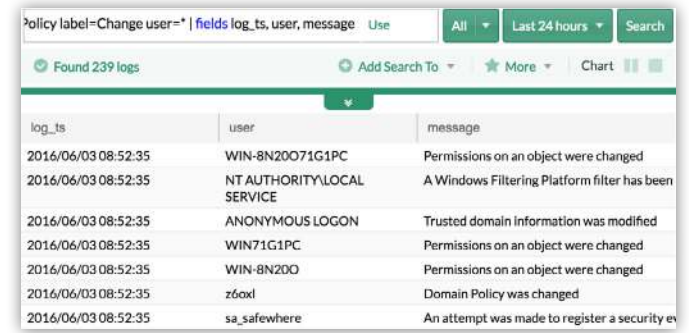 Policy label=Change user=* | fields log_ts, user, message Use All Last 24 hours Search
Found 239 logs Add Search To More Chart
log_ts user message
2016/06/03 08:52:35 WIN-8N20O71G1PC Permissions on an object were changed
2016/06/03 08:52:35 NT AUTHORITY\LOCAL A Windows Filtering Platform filter has been
SERVICE
2016/06/03 08:52:35 ANONYMOUS LOGON Trusted domain information was modified
2016/06/03 08:52:35 WIN71G1PC Permissions on an object were changed
2016/06/03 08:52:35 WIN-8N20O Permissions on an object were changed
2016/06/03 08:52:35 z6oxl Domain Policy was changed
2016/06/03 08:52:35 sa_safewhere An attempt was made to register a security